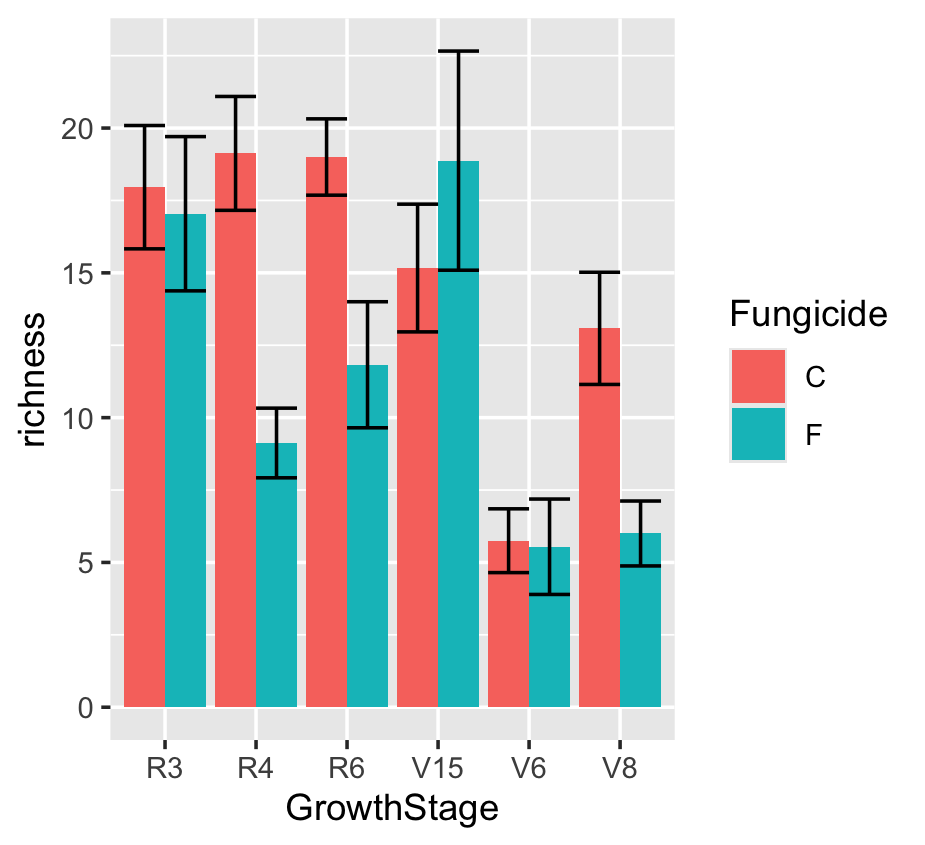 richness
20
15
10
5
0
R3 R4 R6 V15 V6 V8
GrowthStage
Fungicide
C
F